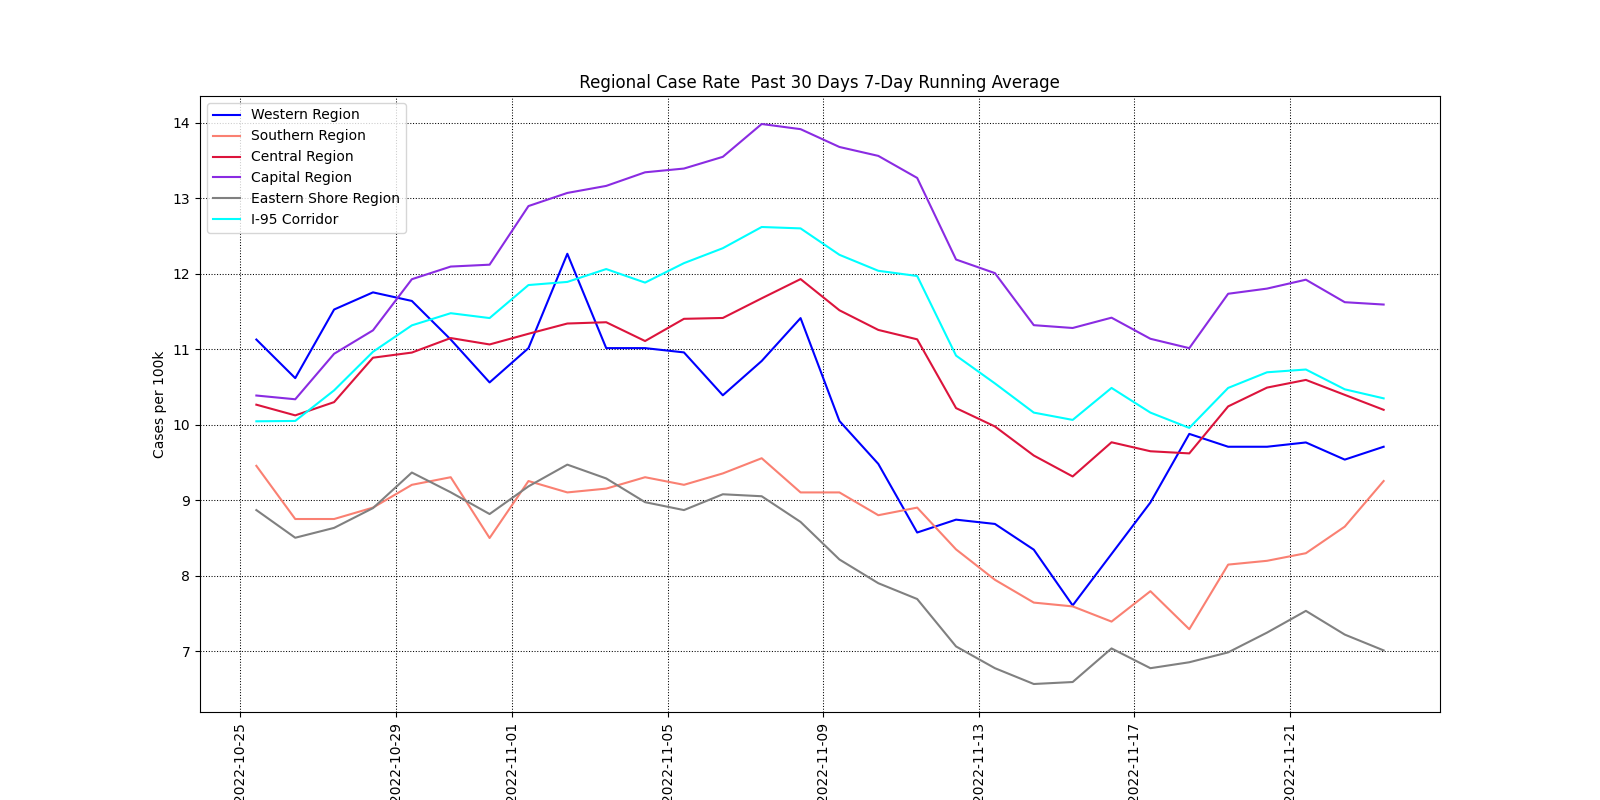 Regional Case Rate  Past 30 Days 7-Day Running Average
Western Region
Southern Region
Central Region
Capital Region
Eastern Shore Region
I-95 Corridor
Cases per 100k
14
13
12
11
10
9
8
7
2022-10-25
2022-10-29
2022-11-01
2022-11-05
2022-11-09
2022-11-13
2022-11-17
2022-11-21